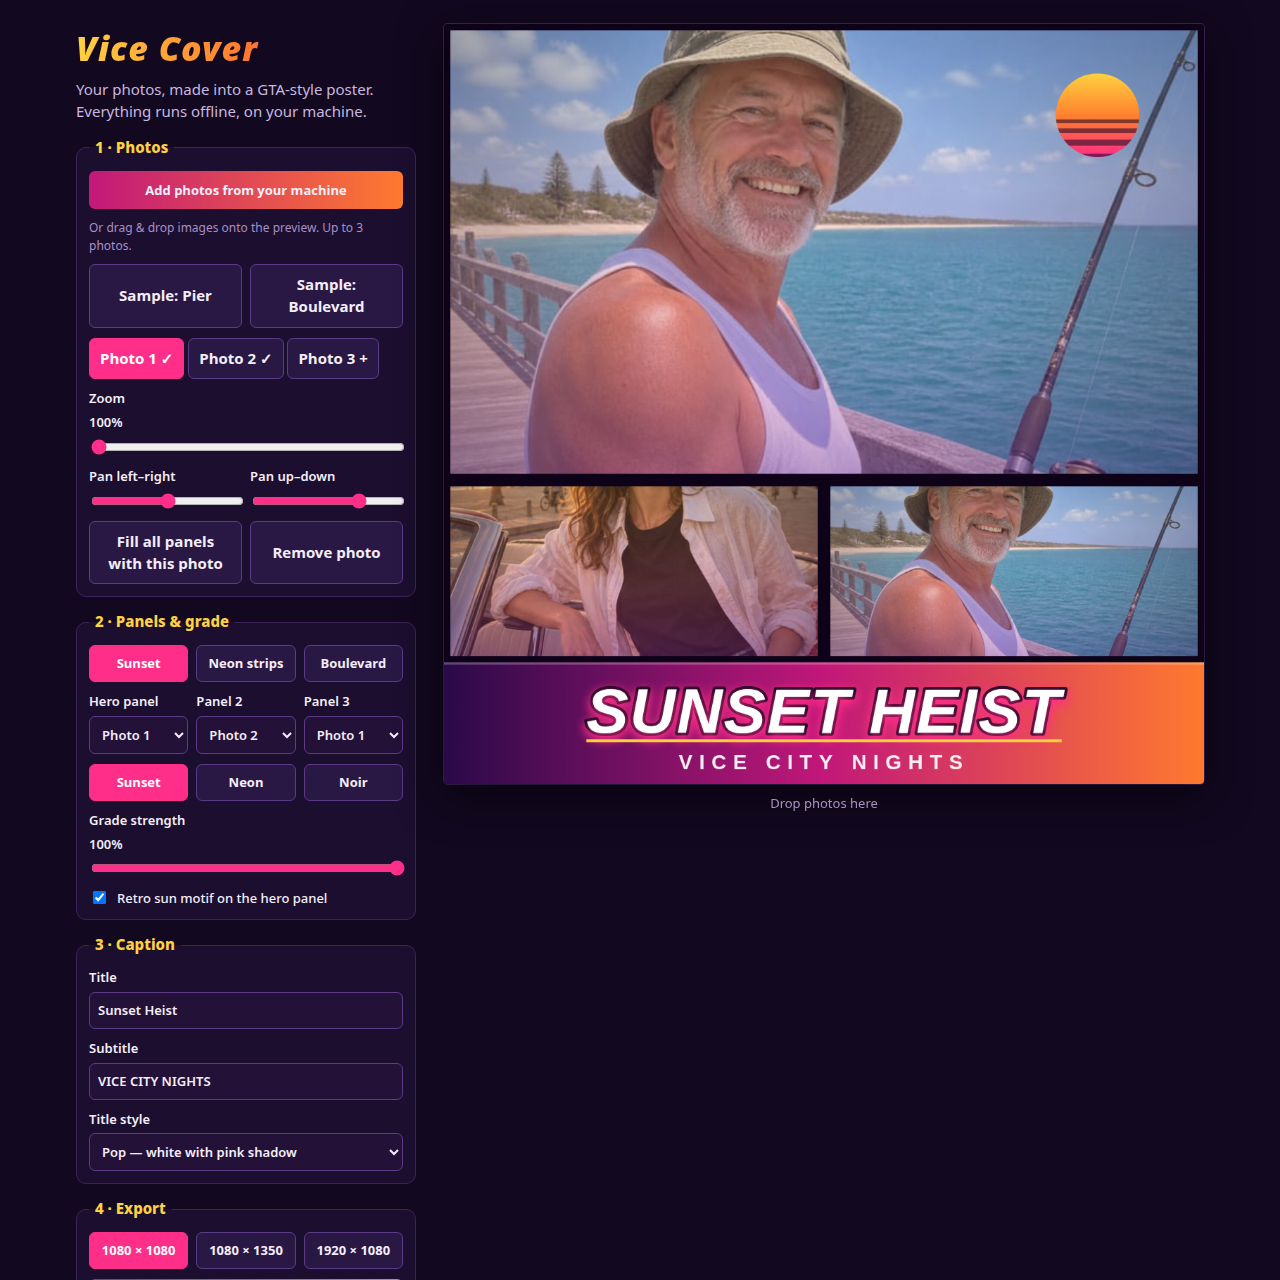 Vice Cover
Your photos, made into a GTA-style poster.
Everything runs offline, on your machine.
1 · Photos
Add photos from your machine
Or drag & drop images onto the preview. Up to 3
photos.
Sample: Pier
Sample:
Boulevard
Photo 1 ✓
Photo 2 ✓
Photo 3 +
Zoom
100%
Pan left–right
Pan up–down
Fill all panels
with this photo
Remove photo
2 · Panels & grade
Sunset
Neon strips
Boulevard
Hero panel
Panel 2
Panel 3
Photo 1
Photo 2
Photo 1
Sunset
Neon
Noir
Grade strength
100%
Retro sun motif on the hero panel
3 · Caption
Title
Sunset Heist
Subtitle
VICE CITY NIGHTS
Title style
Pop — white with pink shadow
4 · Export
1080 × 1080
1080 × 1350
1920 × 1080
SUNSET HEIST
VICE CITY NIGHTS
Drop photos here